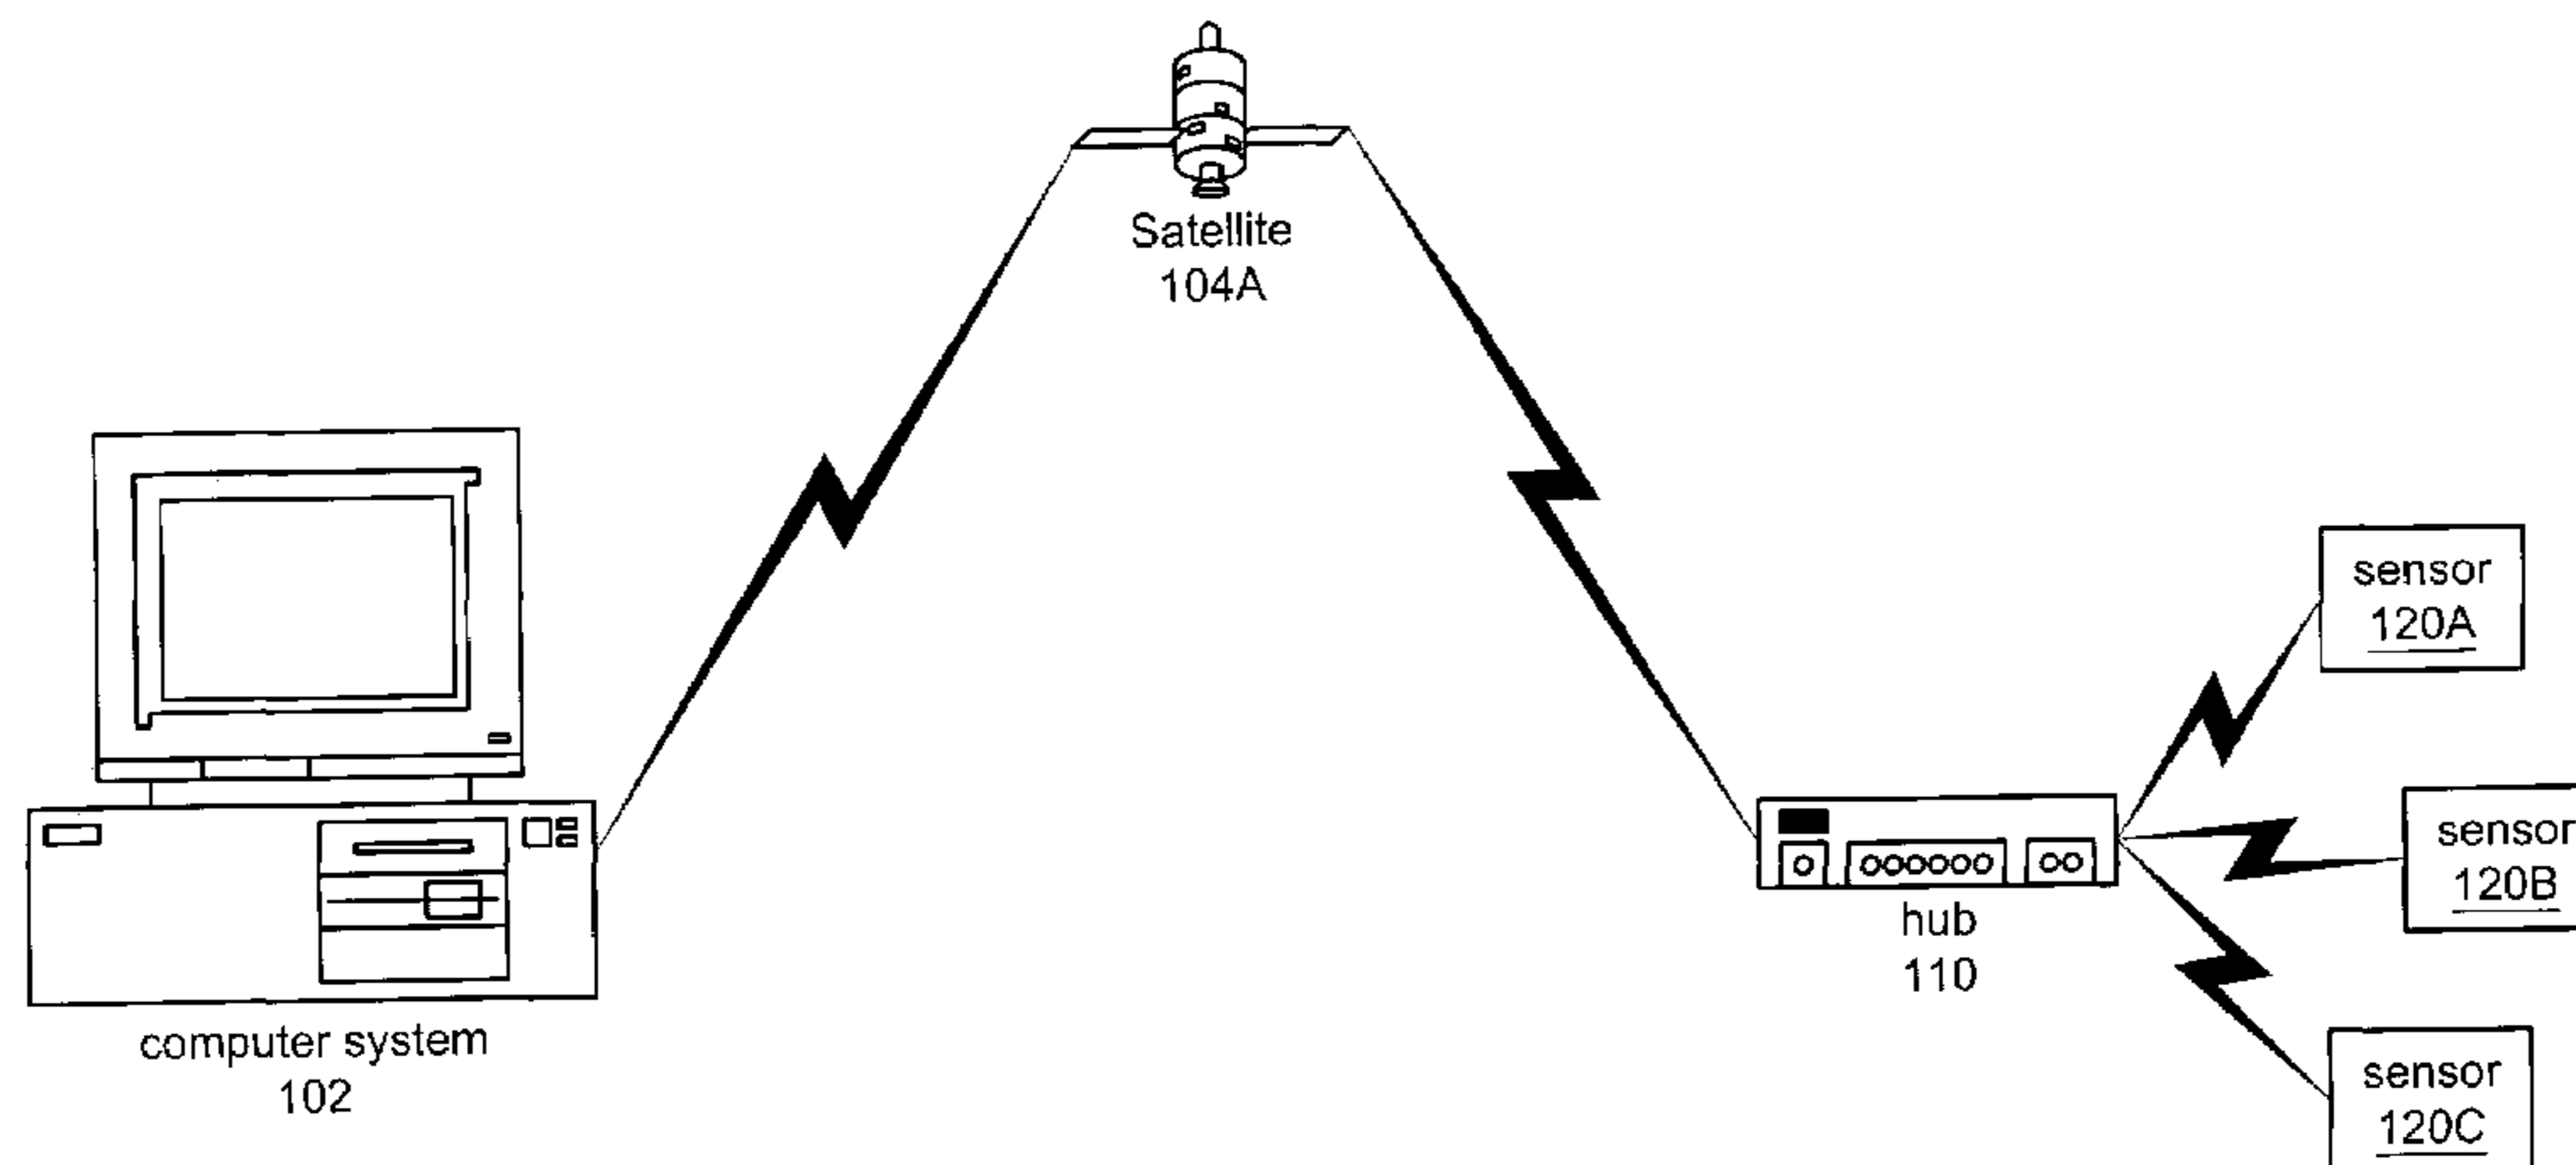 Satellite
104A
sensor
120A
sensor
120B
hub
110
computer system
102
sensor
120C